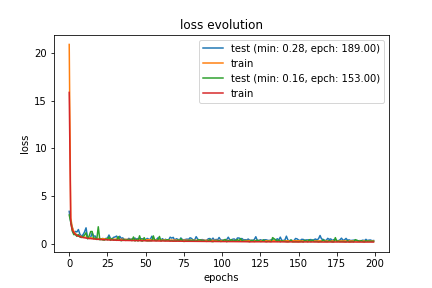 loss evolution
test (min: 0.28, epch: 189.00)
train
test (min: 0.16, epch: 153.00)
train
20
15
10
5
0
loss
0 25 50 75 100 125 150 175 200
epochs